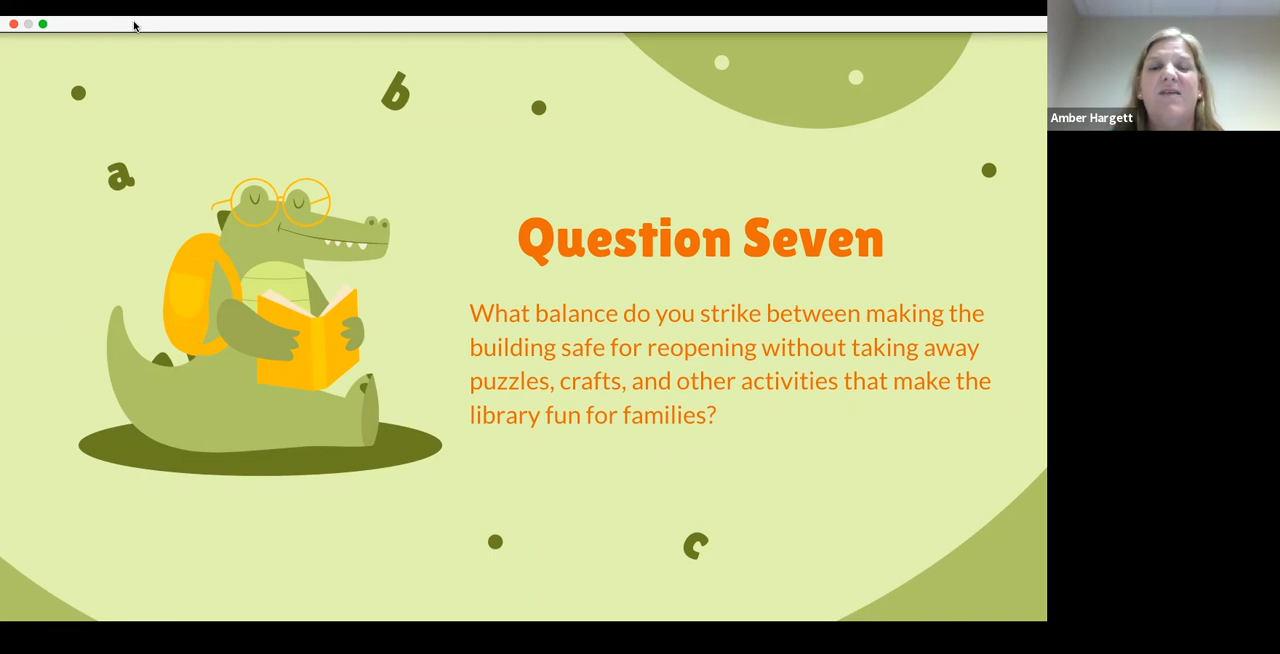 b
a
Question Seven
What balance do you strike between making the
building safe for reopening without taking away
puzzles, crafts, and other activities that make the
library fun for families?
c
Amber Hargett